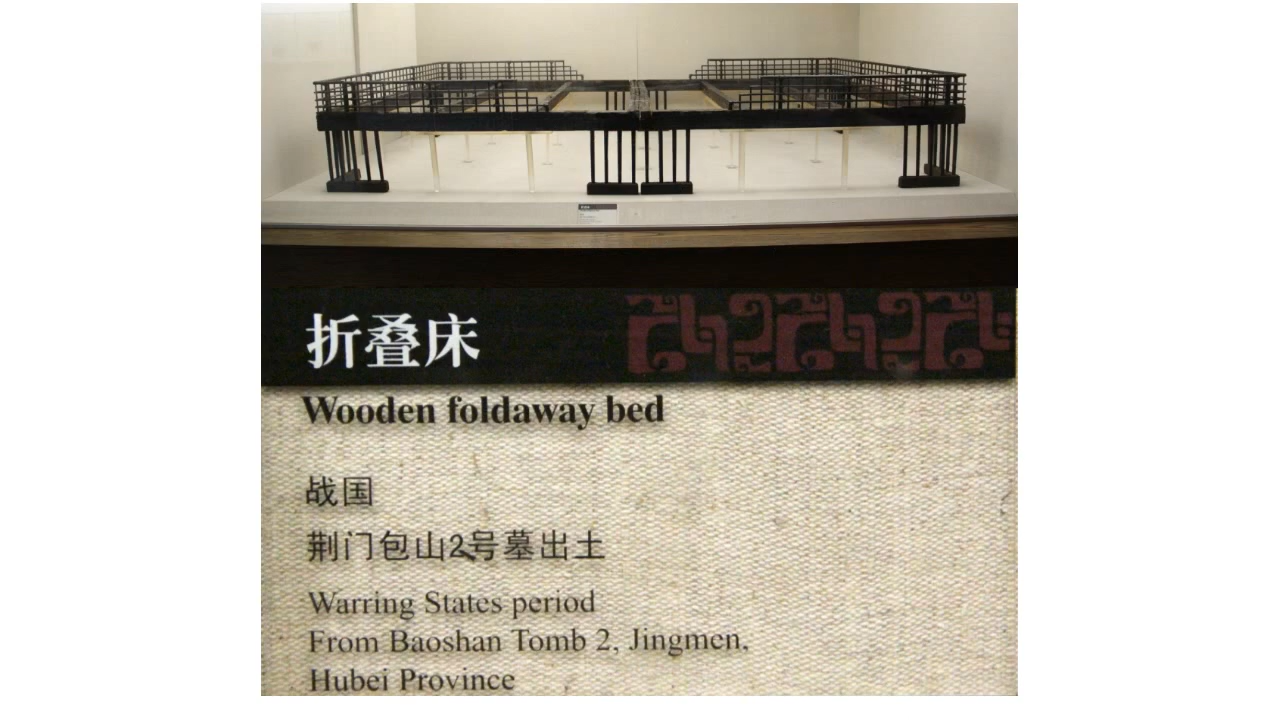 折叠床
Wooden foldaway bed
战国
荆门包山2号墓出土
Warring States period
From Baoshan Tomb 2, Jingmen,
Hubei Province